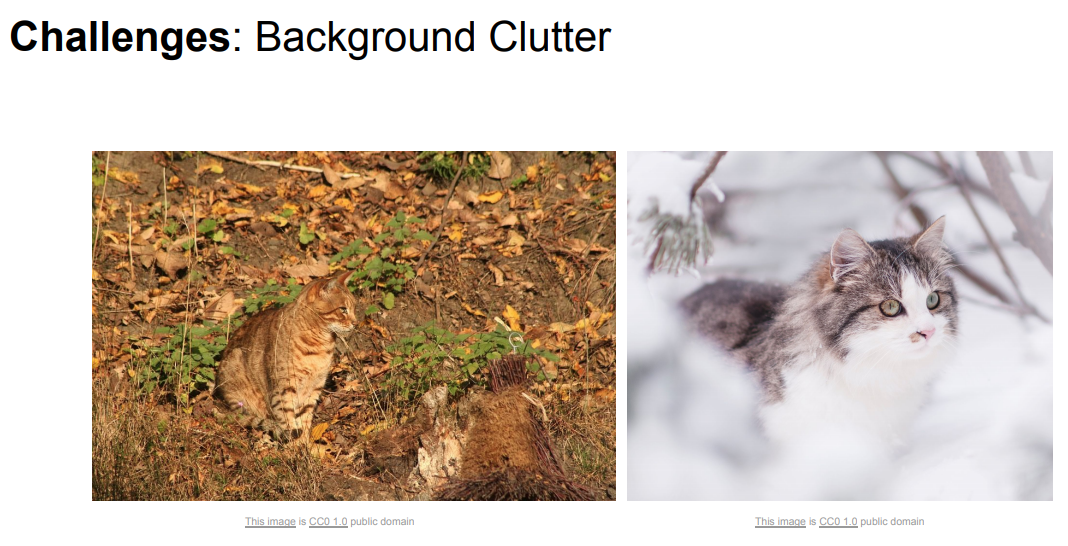 Challenges: Background Clutter
This image is CC0 1.0 public domain
This image is CC0 1.0 public domain